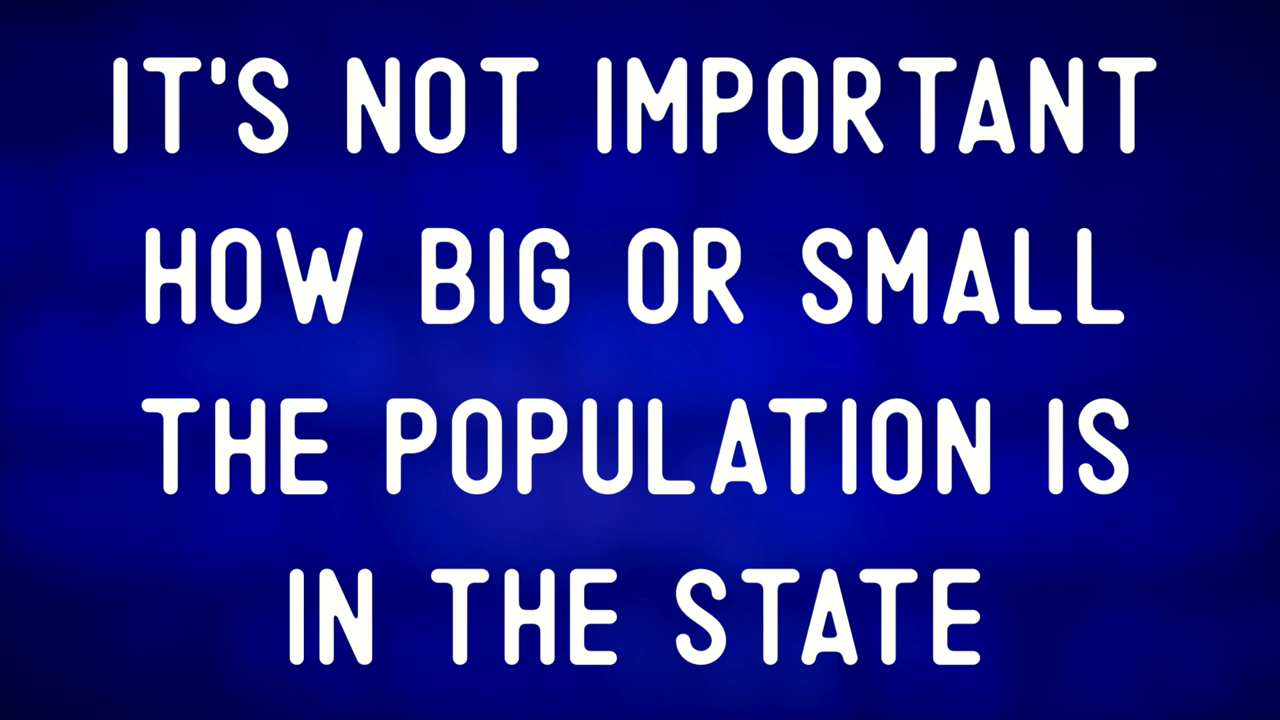 IT'S NOT IMPORTANT
HOW BIG OR SMALL
THE POPULATION IS
IN THE STATE